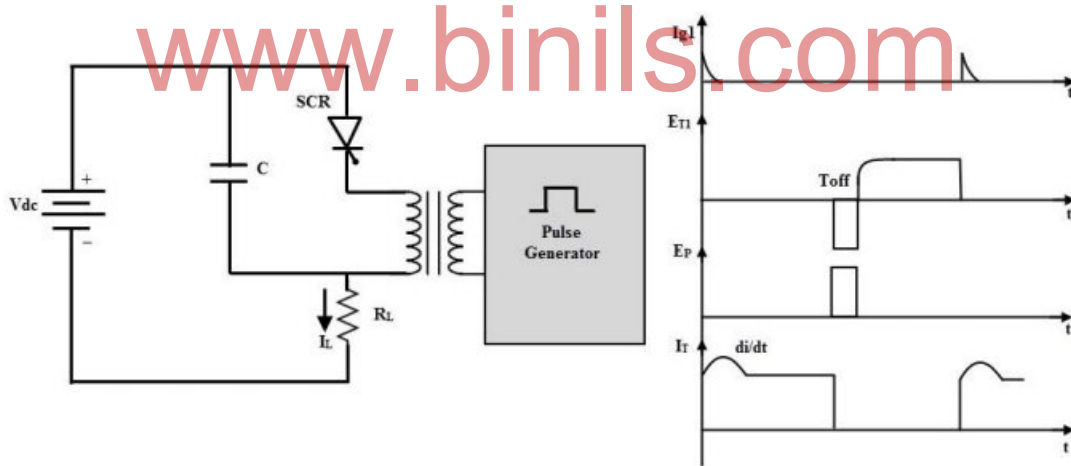 www.binils.com
SCR
C
+
Vdc
−
Pulse
Generator
RL
IL
Ig1
t
ET1
Toff
t
EP
t
IT
di/dt
t